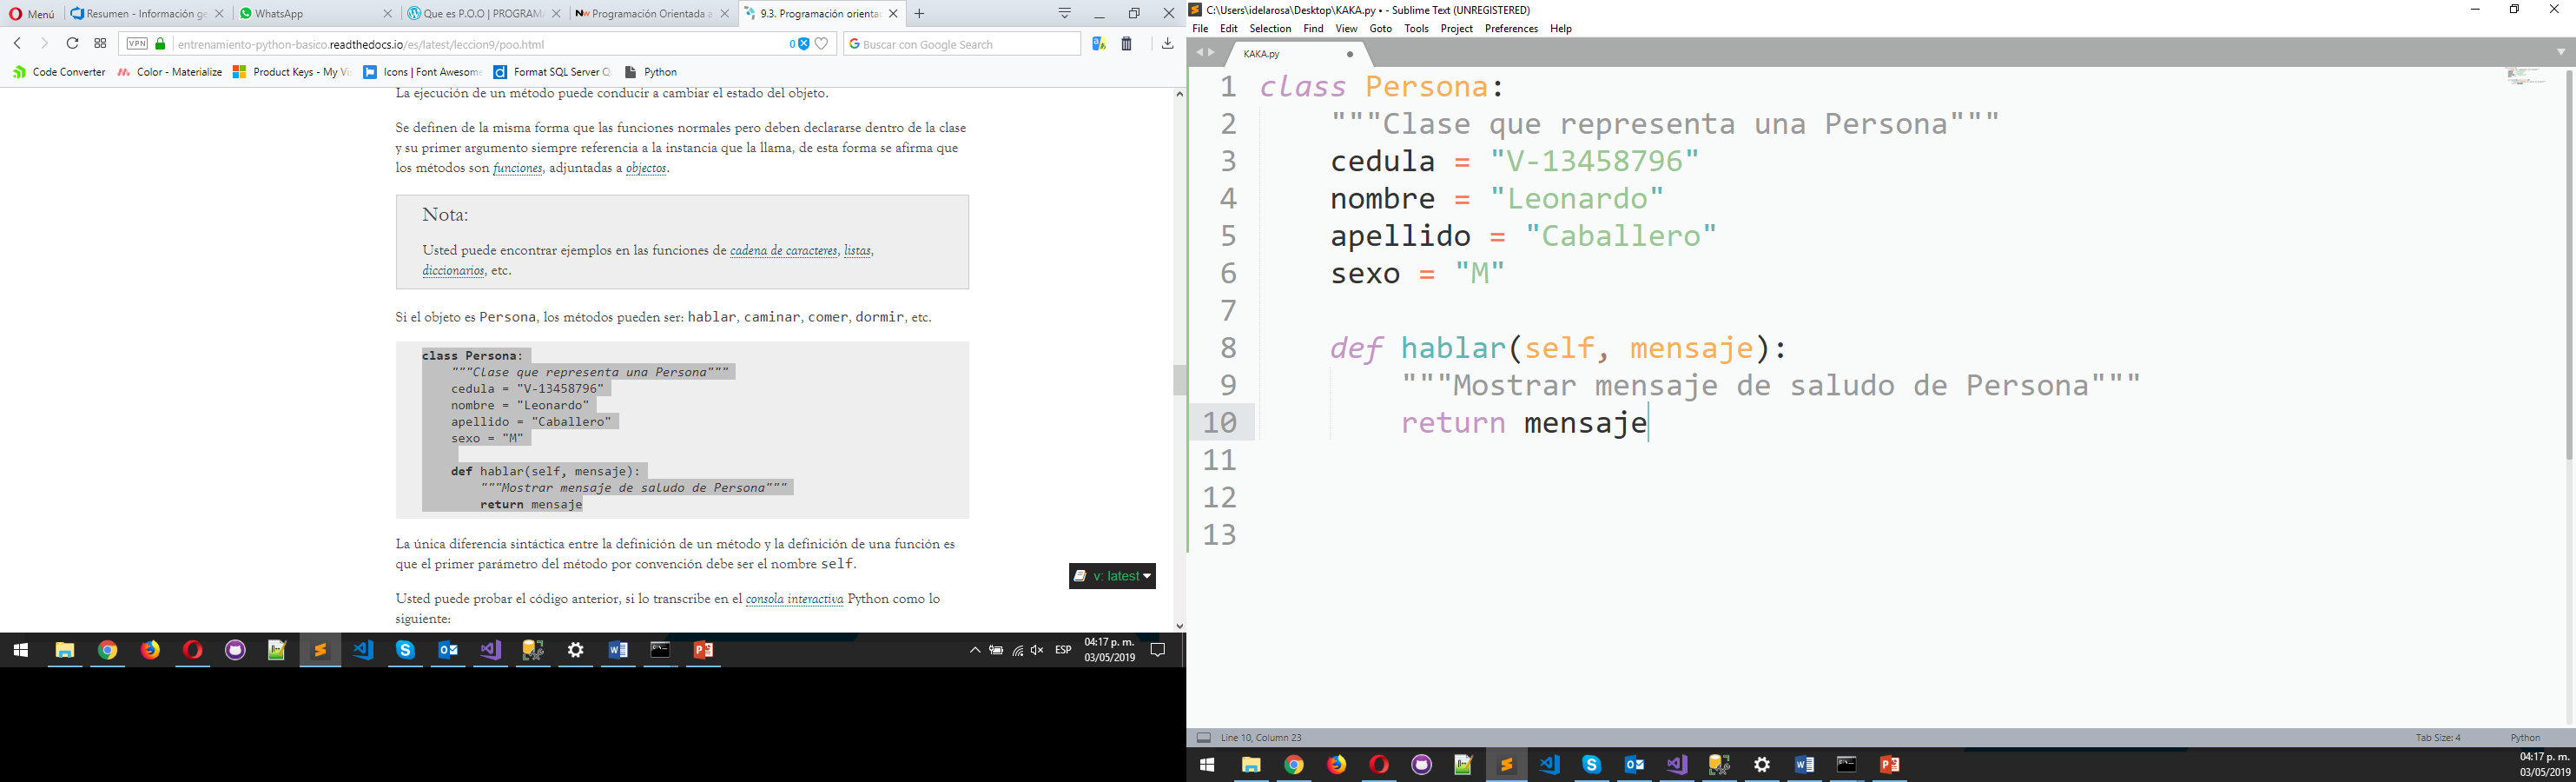 Menú
Resumen - Información ge
WhatsApp
Que es P.O.O | PROGRAM
Programación Orientada a
9.3. Programación orienta
VPN
entrenamiento-python-basico.readthedocs.io/es/latest/leccion9/poo.html
0
Buscar con Google Search
Code Converter
Color - Materialize
Product Keys - My Vi
Icons | Font Awesome
Format SQL Server Q
Python
La ejecución de un método puede conducir a cambiar el estado del objeto.
Se definen de la misma forma que las funciones normales pero deben declararse dentro de la clase
y su primer argumento siempre referencia a la instancia que la llama, de esta forma se afirma que
los métodos son funciones, adjuntadas a objetos.
Nota:
Usted puede encontrar ejemplos en las funciones de cadena de caracteres, listas,
diccionarios, etc.
Si el objeto es Persona, los métodos pueden ser: hablar, caminar, comer, dormir, etc.
class Persona:
"""Clase que representa una Persona"""
cedula = "V-13458796"
nombre = "Leonardo"
apellido = "Caballero"
sexo = "M"
def hablar(self, mensaje):
"""Mostrar mensaje de saludo de Persona"""
return mensaje
La única diferencia sintáctica entre la definición de un método y la definición de una función es
que el primer parámetro del método por convención debe ser el nombre self.
v: latest
Usted puede probar el código anterior, si lo transcribe en el consola interactiva Python como lo
siguiente:
ESP
04:17 p. m.
03/05/2019
C:\Users\idelarosa\Desktop\KAKA.py • - Sublime Text (UNREGISTERED)
File Edit Selection Find View Goto Tools Project Preferences Help
KAKA.py
1 class Persona:
2 """Clase que representa una Persona"""
3 cedula = "V-13458796"
4 nombre = "Leonardo"
5 apellido = "Caballero"
6 sexo = "M"
7
8 def hablar(self, mensaje):
9 """Mostrar mensaje de saludo de Persona"""
10 return mensaje
11
12
13
Line 10, Column 23
Tab Size: 4
Python
04:17 p. m.
03/05/2019